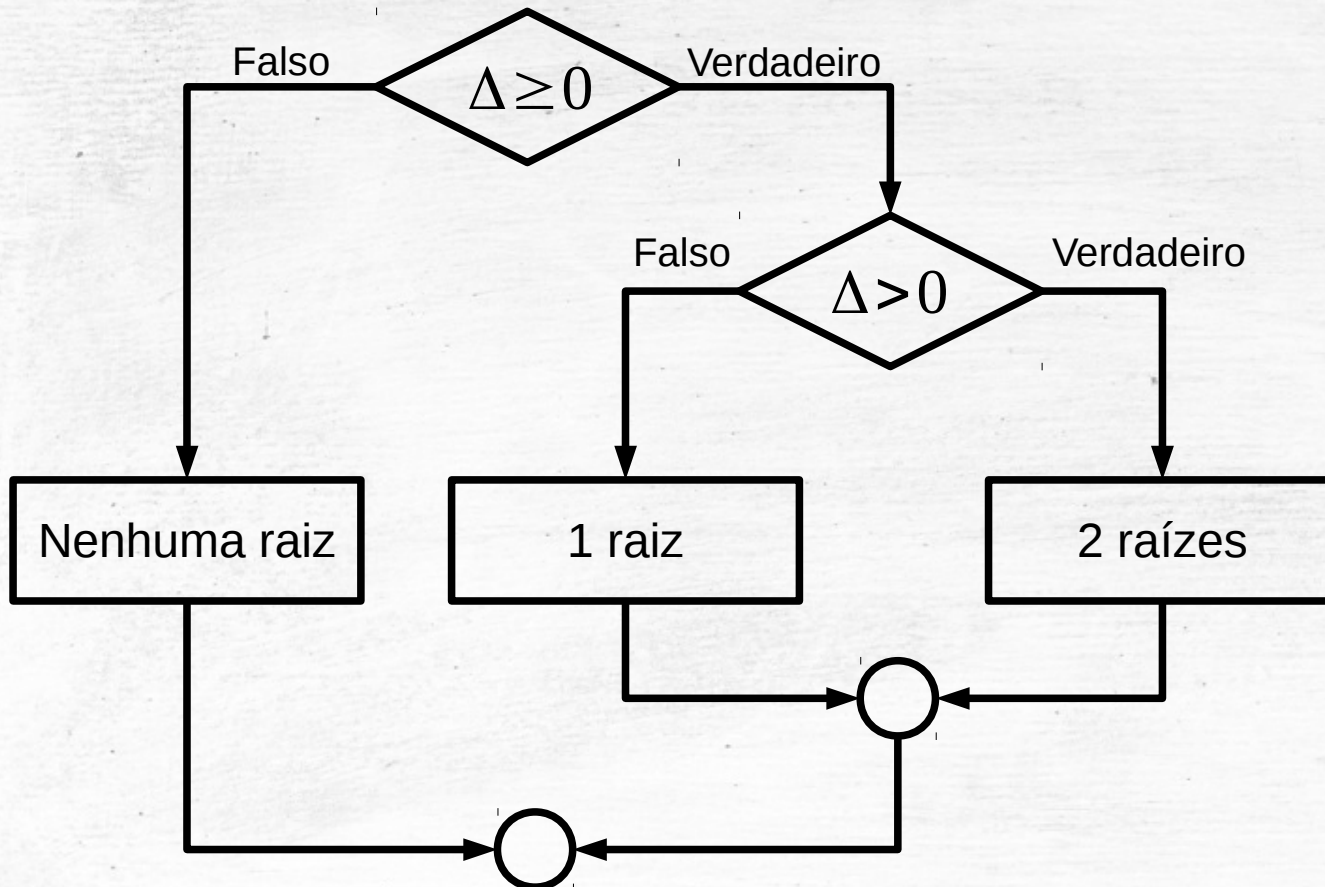 Falso
Verdadeiro
Δ≥0
Falso
Verdadeiro
Δ>0
Nenhuma raiz
1 raiz
2 raízes